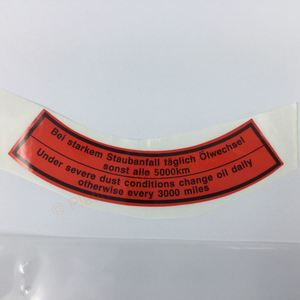 Bei starkem Staubanfall täglich Ölwechsel
sonst alle 5000km
Under severe dust conditions change oil daily
otherwise every 3000 miles